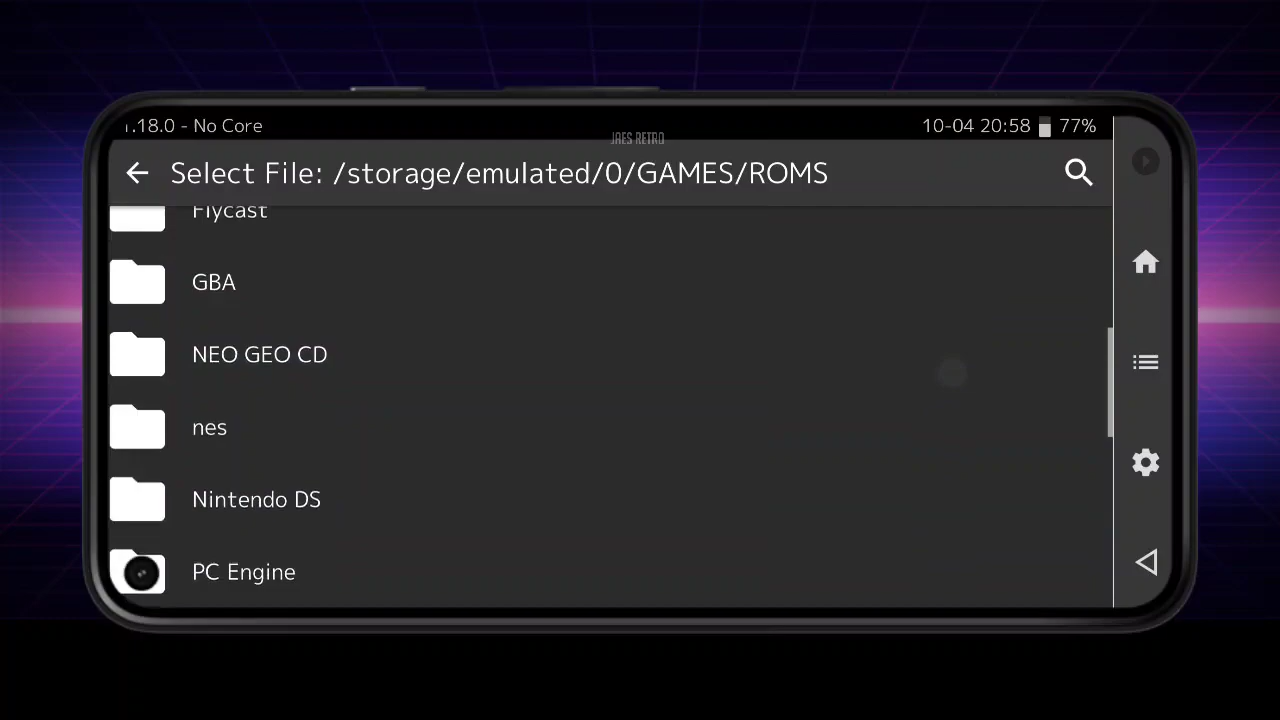 1.18.0 - No Core
10-04 20:58 77%
JAES RETRO
Select File: /storage/emulated/0/GAMES/ROMS
Flycast
GBA
NEO GEO CD
nes
Nintendo DS
PC Engine